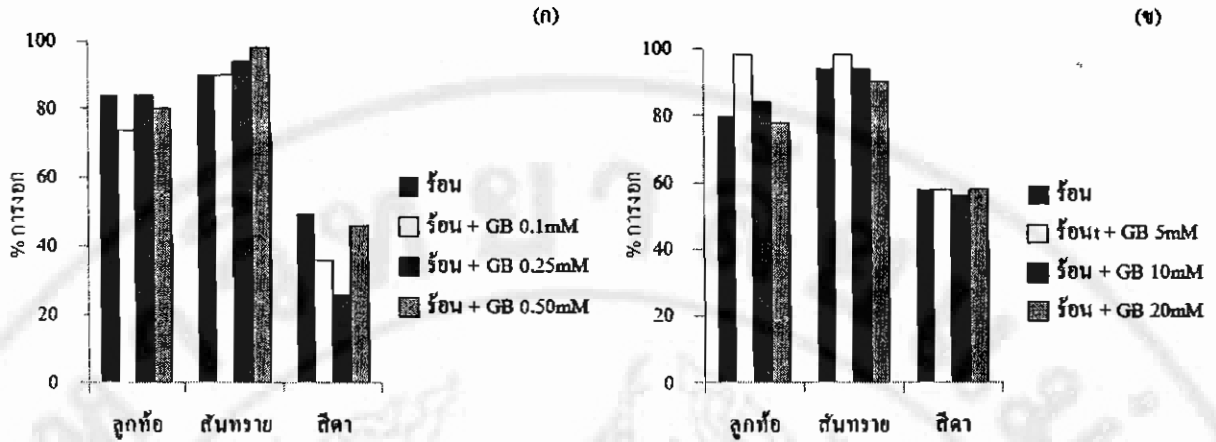 (ก)
% การงอก
100
80
60
40
20
0
ลูกท้อ สันทราย สีดา
ร้อน
ร้อน + GB 0.1mM
ร้อน + GB 0.25mM
ร้อน + GB 0.50mM
(ข)
% การงอก
100
80
60
40
20
0
ลูกท้อ สันทราย สีดา
ร้อน
ร้อนt + GB 5mM
ร้อน + GB 10mM
ร้อน + GB 20mM